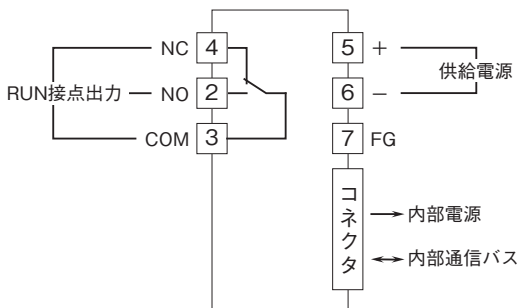 NC 4
RUN接点出力 NO 2
COM 3
5 +
6 − 供給電源
7 FG
コネクタ
内部電源
内部通信バス